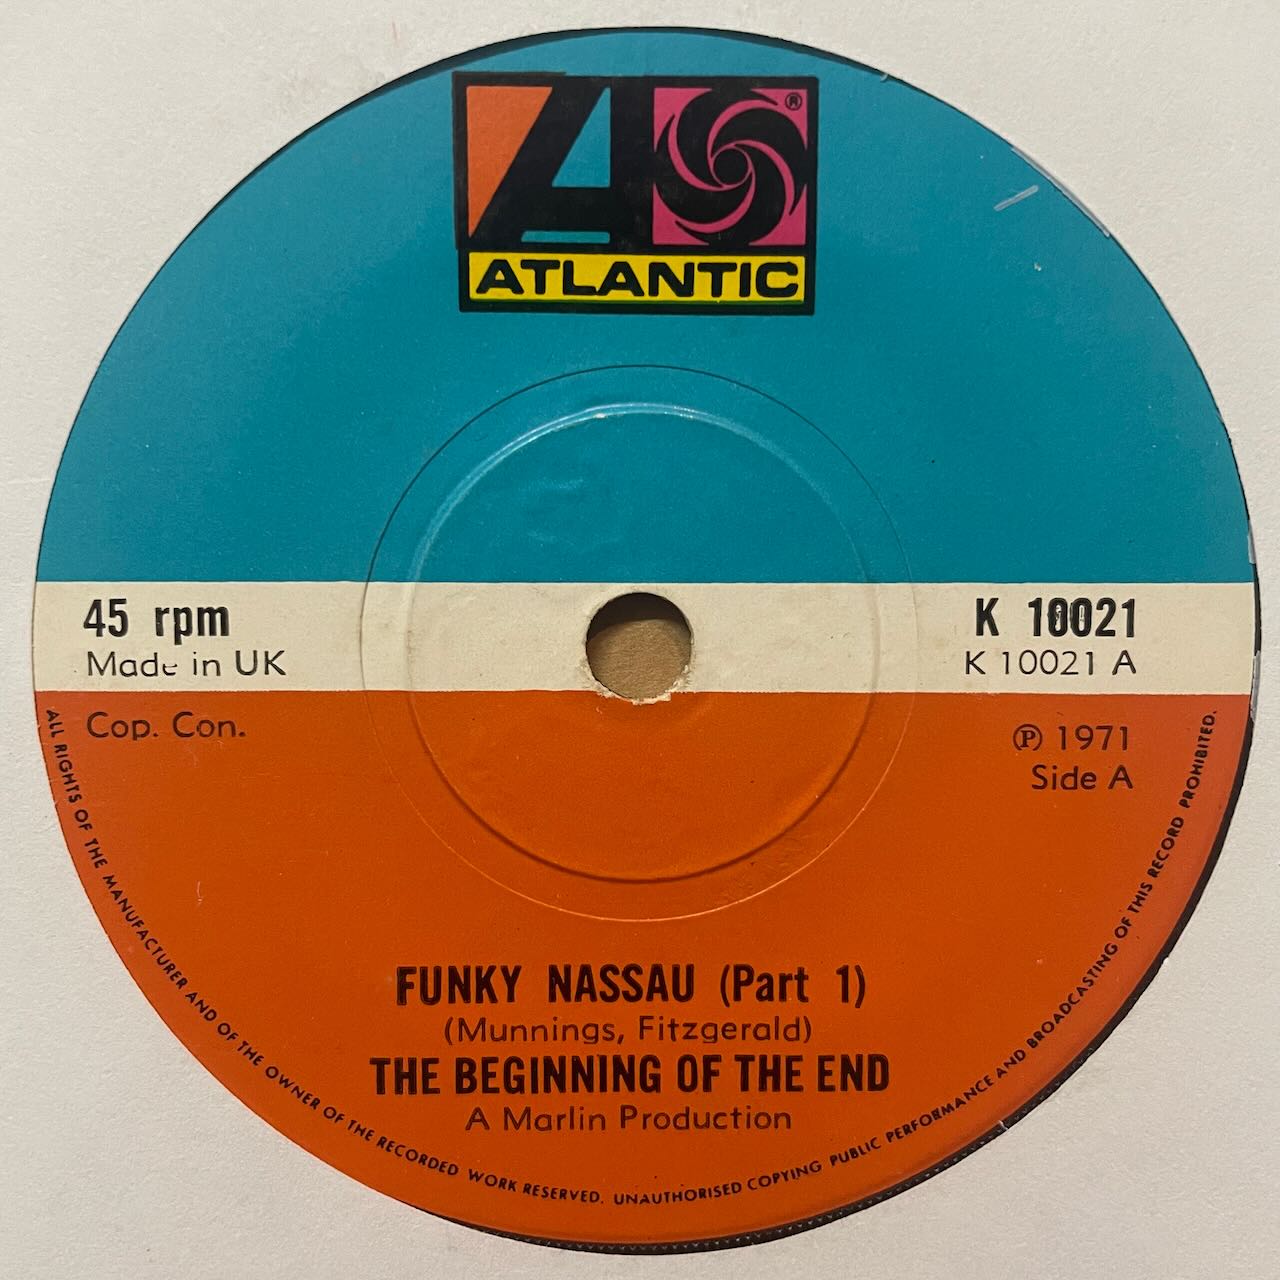 ATLANTIC
®
45 rpm
Made in UK
K 10021
K 10021 A
Cop. Con.
℗ 1971
Side A
FUNKY NASSAU (Part 1)
(Munnings, Fitzgerald)
THE BEGINNING OF THE END
A Marlin Production
ALL RIGHTS OF THE MANUFACTURER AND OF THE OWNER OF THE RECORDED WORK RESERVED. UNAUTHORISED COPYING PUBLIC PERFORMANCE AND BROADCASTING OF THIS RECORD PROHIBITED.